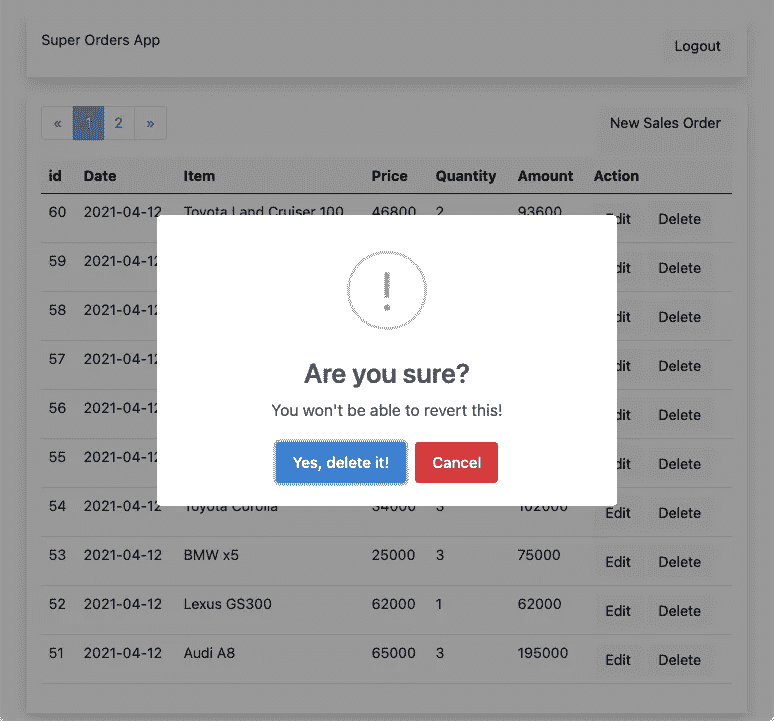 Super Orders App
Logout
« 1 2 »
New Sales Order
id Date Item Price Quantity Amount Action
60 2021-04-12 Toyota Land Cruiser 100 46800 2 93600 Edit Delete
59 2021-04-12 Edit Delete
58 2021-04-12 Edit Delete
57 2021-04-12 Edit Delete
56 2021-04-12 Edit Delete
55 2021-04-12 Edit Delete
Are you sure?
You won't be able to revert this!
Yes, delete it! Cancel
54 2021-04-12 Toyota Corolla 34000 3 102000 Edit Delete
53 2021-04-12 BMW x5 25000 3 75000 Edit Delete
52 2021-04-12 Lexus GS300 62000 1 62000 Edit Delete
51 2021-04-12 Audi A8 65000 3 195000 Edit Delete